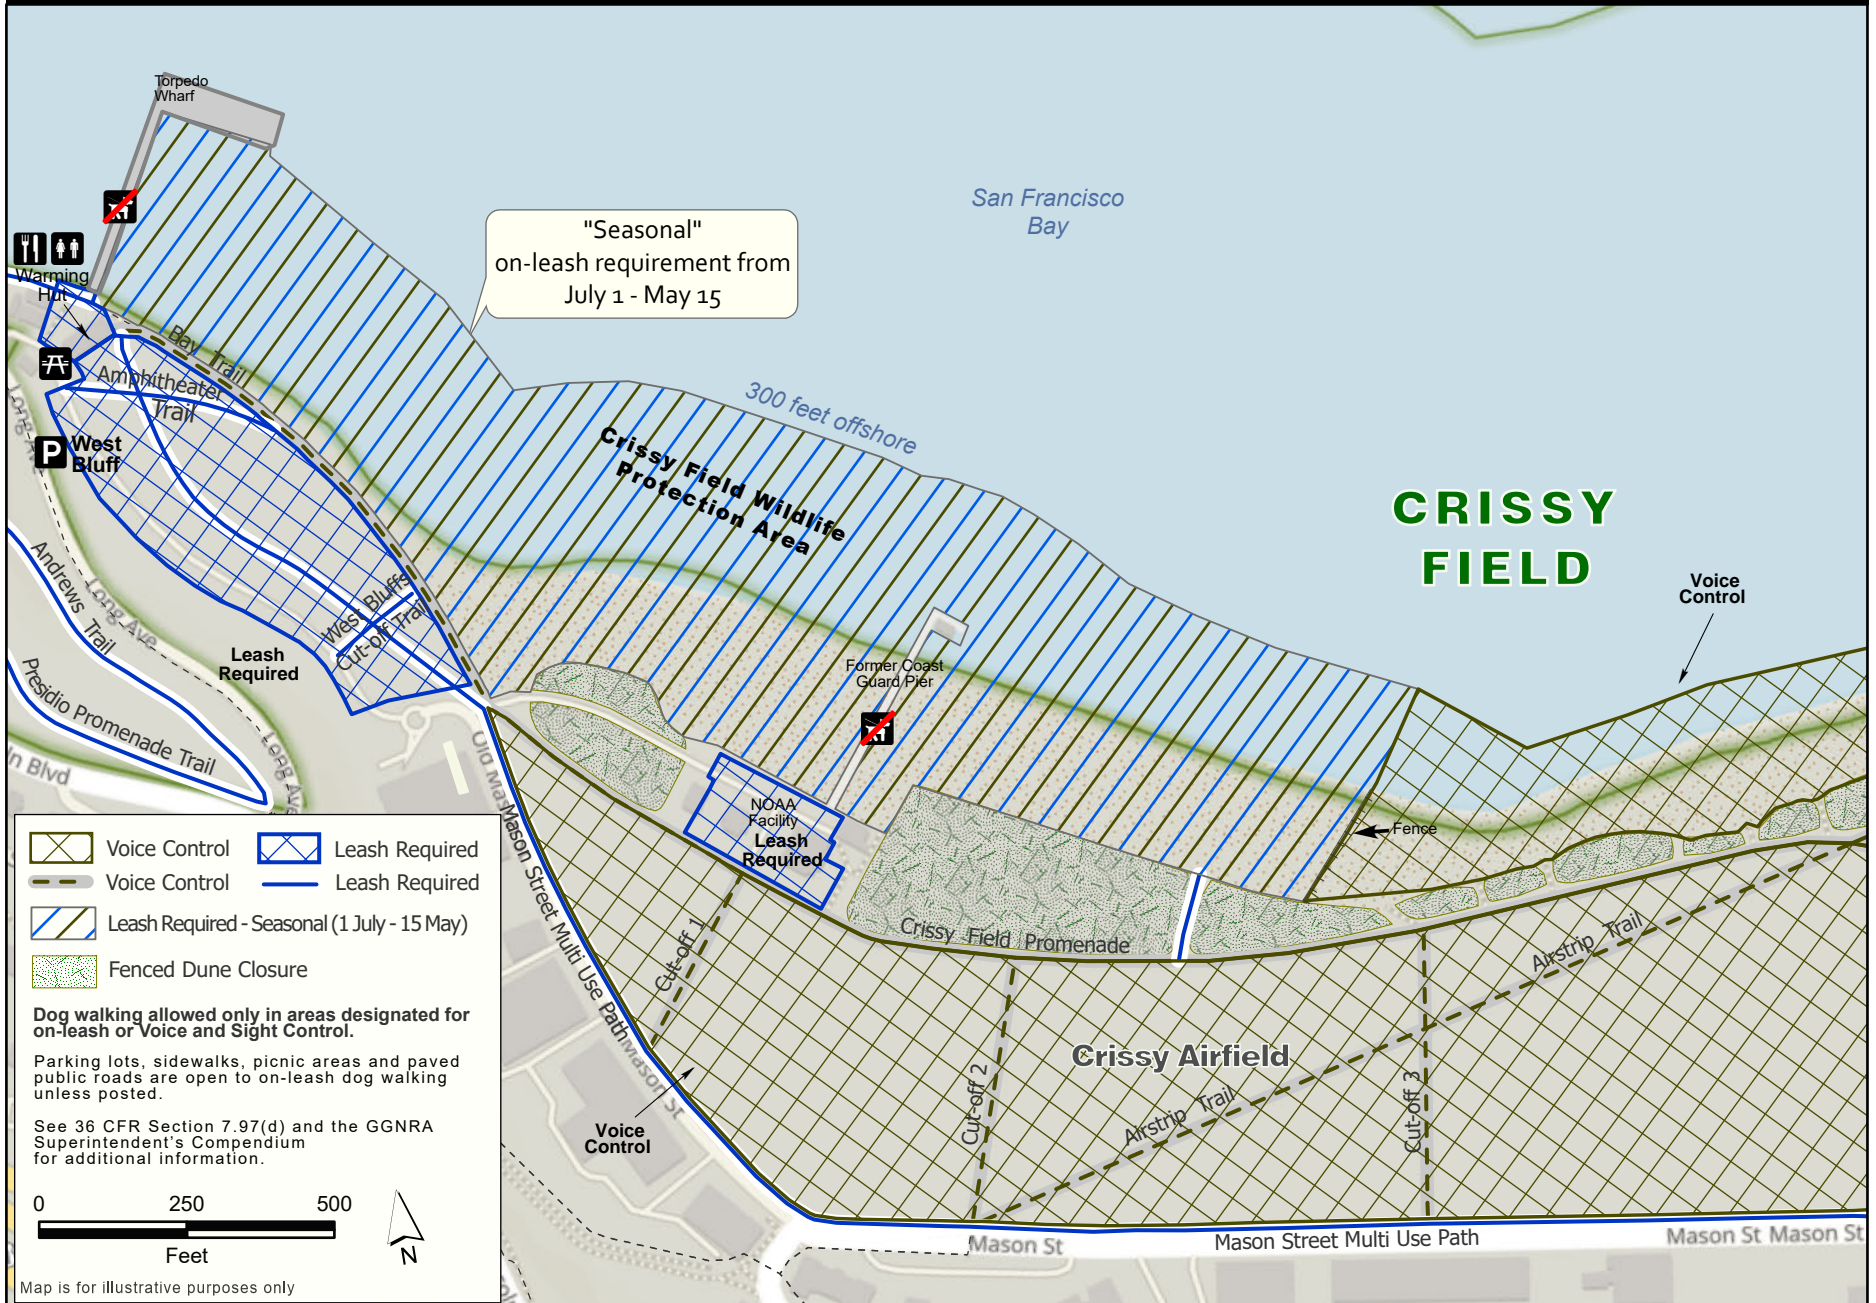 Torpedo
Wharf
Warming
Hut
"Seasonal"
on-leash requirement from
July 1 - May 15
San Francisco
Bay
Bay Trail
Amphitheater
Trail
300 feet offshore
Crissy Field Wildlife
Protection Area
CRISSY
FIELD
P
West
Bluff
Long Ave
Andrews Trail
Long Ave
Presidio Promenade Trail
Long Ave
ln Blvd
West Bluffs
Cut-off Trail
Leash
Required
Voice
Control
Former Coast
Guard Pier
Fence
NOAA
Facility
Leash
Required
Old Mas
Mason Street Multi Use Path
Mason St
Cut-off 1
Crissy Field Promenade
Airstrip Trail
Crissy Airfield
Cut-off 2
Airstrip Trail
Cut-off 3
Voice
Control
Mason St
Mason Street Multi Use Path
Mason St Mason St
Voice Control
Leash Required
Voice Control
Leash Required
Leash Required - Seasonal (1 July - 15 May)
Fenced Dune Closure
Dog walking allowed only in areas designated for
on-leash or Voice and Sight Control.
Parking lots, sidewalks, picnic areas and paved
public roads are open to on-leash dog walking
unless posted.
See 36 CFR Section 7.97(d) and the GGNRA
Superintendent's Compendium
for additional information.
0 250 500
Feet
N
Map is for illustrative purposes only